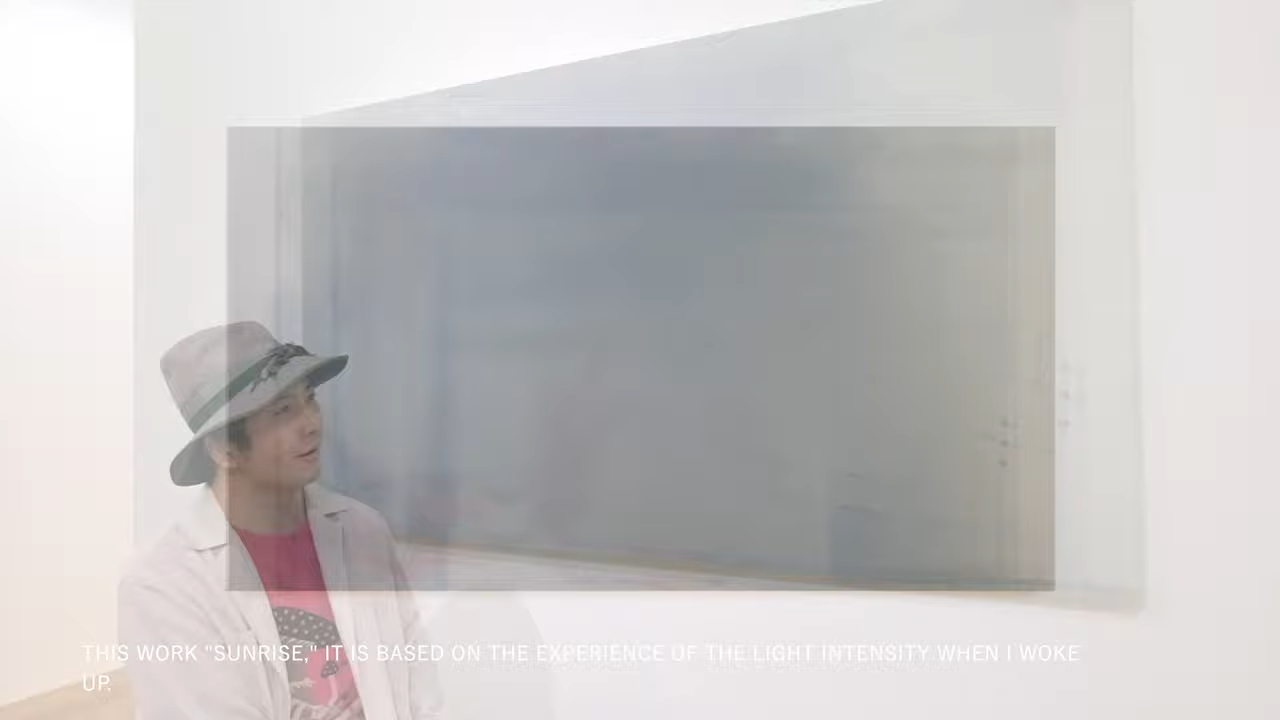 THIS WORK "SUNRISE," IT IS BASED ON THE EXPERIENCE OF THE LIGHT INTENSITY WHEN I WOKE
UP.